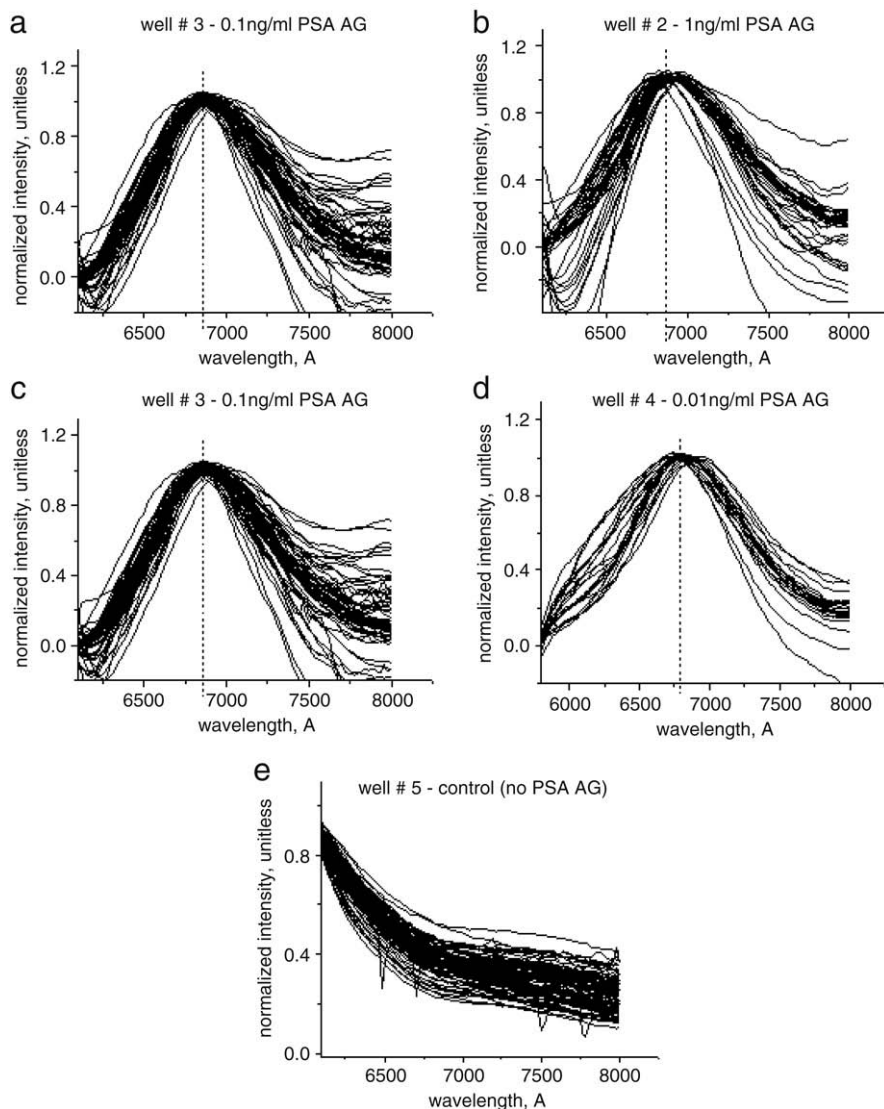 a
well # 3 - 0.1ng/ml PSA AG
normalized intensity, unitless
1.2
0.8
0.4
0.0
6500 7000 7500 8000
wavelength, A
b
well # 2 - 1ng/ml PSA AG
normalized intensity, unitless
1.2
0.8
0.4
0.0
6500 7000 7500 8000
wavelength, A
c
well # 3 - 0.1ng/ml PSA AG
normalized intensity, unitless
1.2
0.8
0.4
0.0
6500 7000 7500 8000
wavelength, A
d
well # 4 - 0.01ng/ml PSA AG
normalized intensity, unitless
1.2
0.8
0.4
0.0
6000 6500 7000 7500 8000
wavelength, A
e
well # 5 - control (no PSA AG)
normalized intensity, unitless
0.8
0.4
0.0
6500 7000 7500 8000
wavelength, A